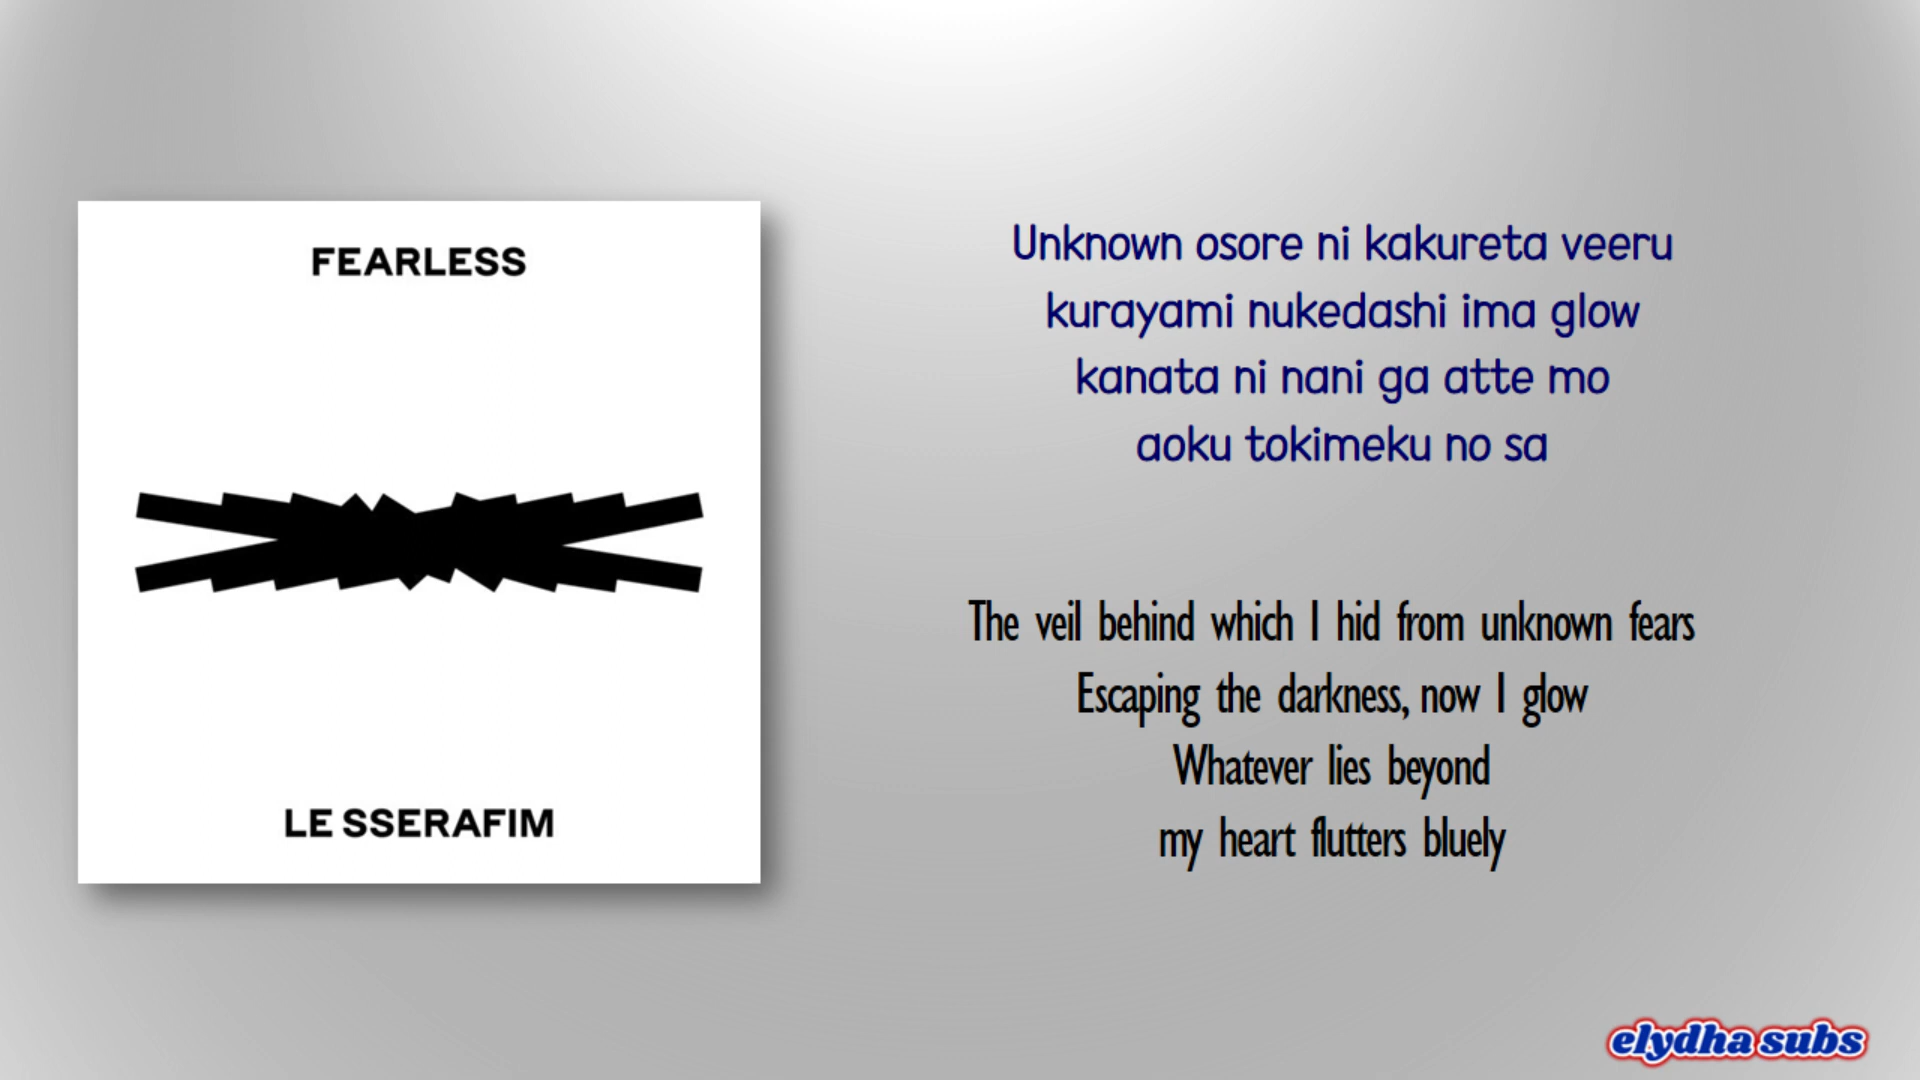 FEARLESS
LE SSERAFIM
Unknown osore ni kakureta veeru
kurayami nukedashi ima glow
kanata ni nani ga atte mo
aoku tokimeku no sa
The veil behind which I hid from unknown fears
Escaping the darkness, now I glow
Whatever lies beyond
my heart flutters bluely
elydha subs